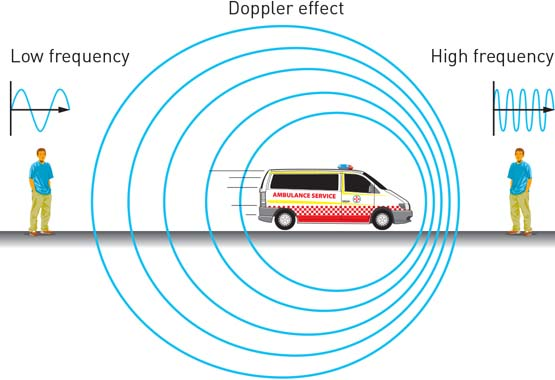 Doppler effect
Low frequency
High frequency
AMBULANCE SERVICE